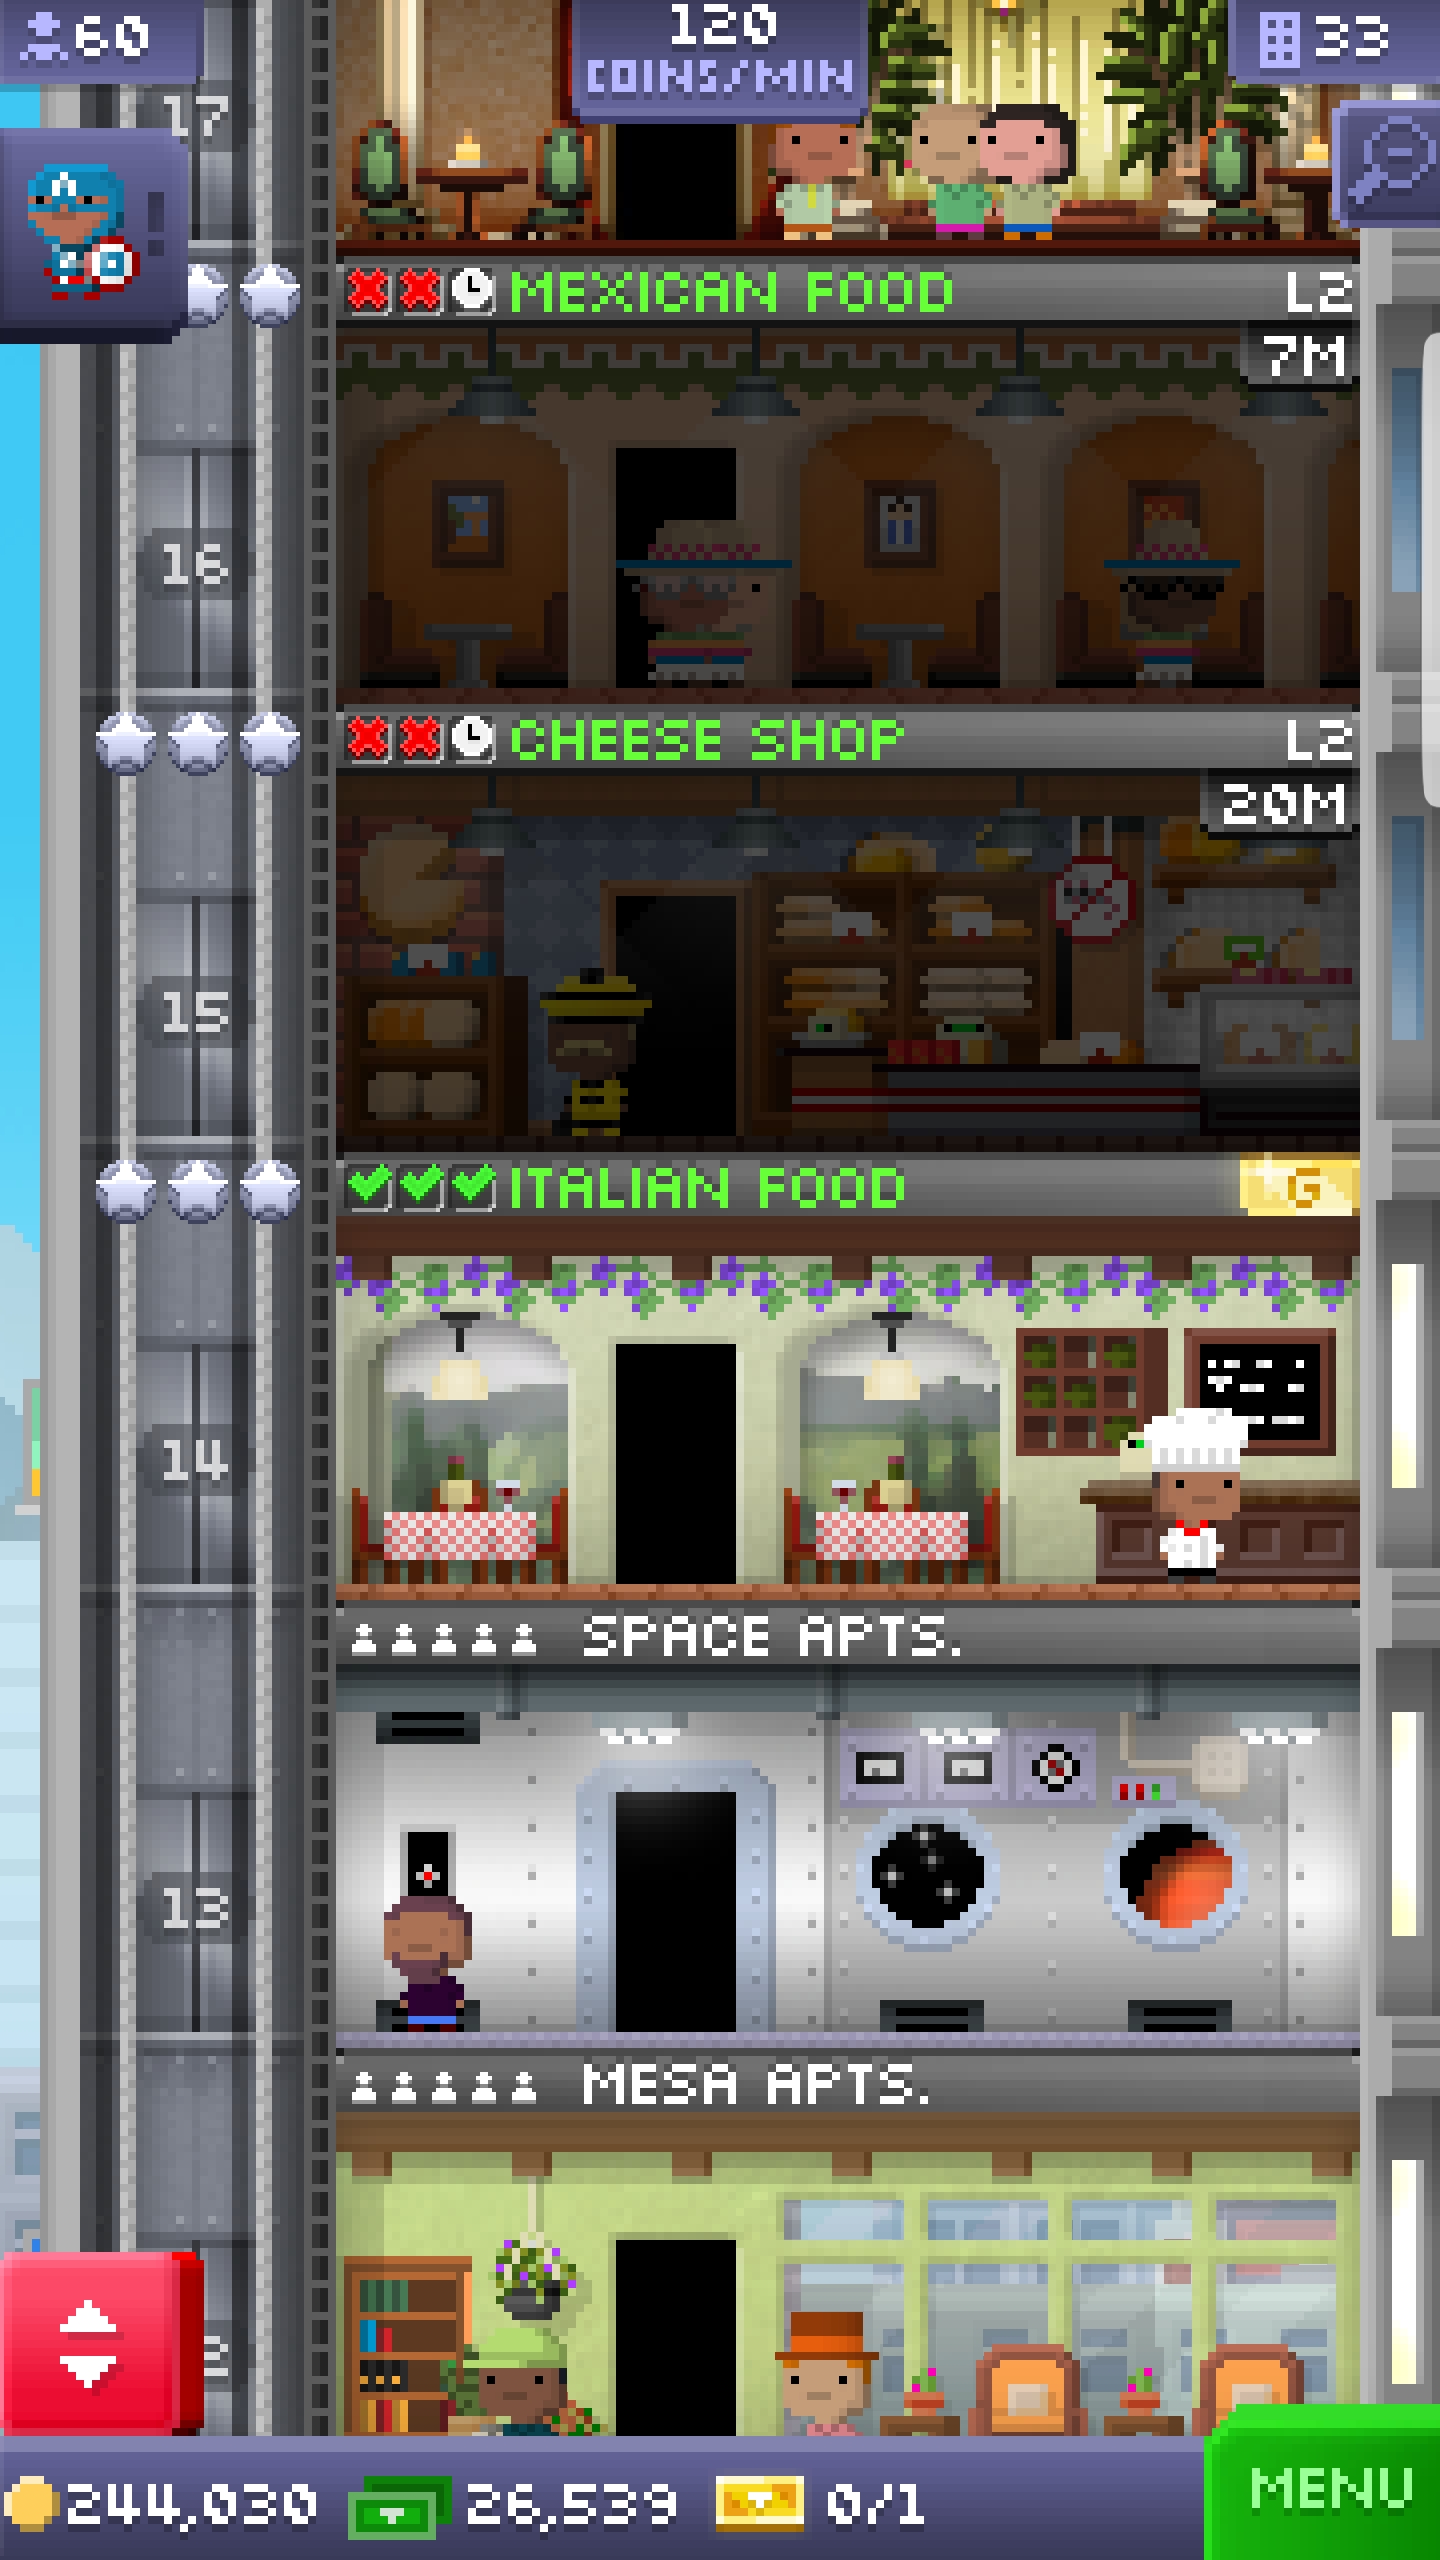 60
120
COINS/MIN
33
17
MEXICAN FOOD L2
7M
16
CHEESE SHOP L2
20M
15
ITALIAN FOOD G
14
SPACE APTS.
13
MESA APTS.
2
244,030 26,539 0/1
MENU